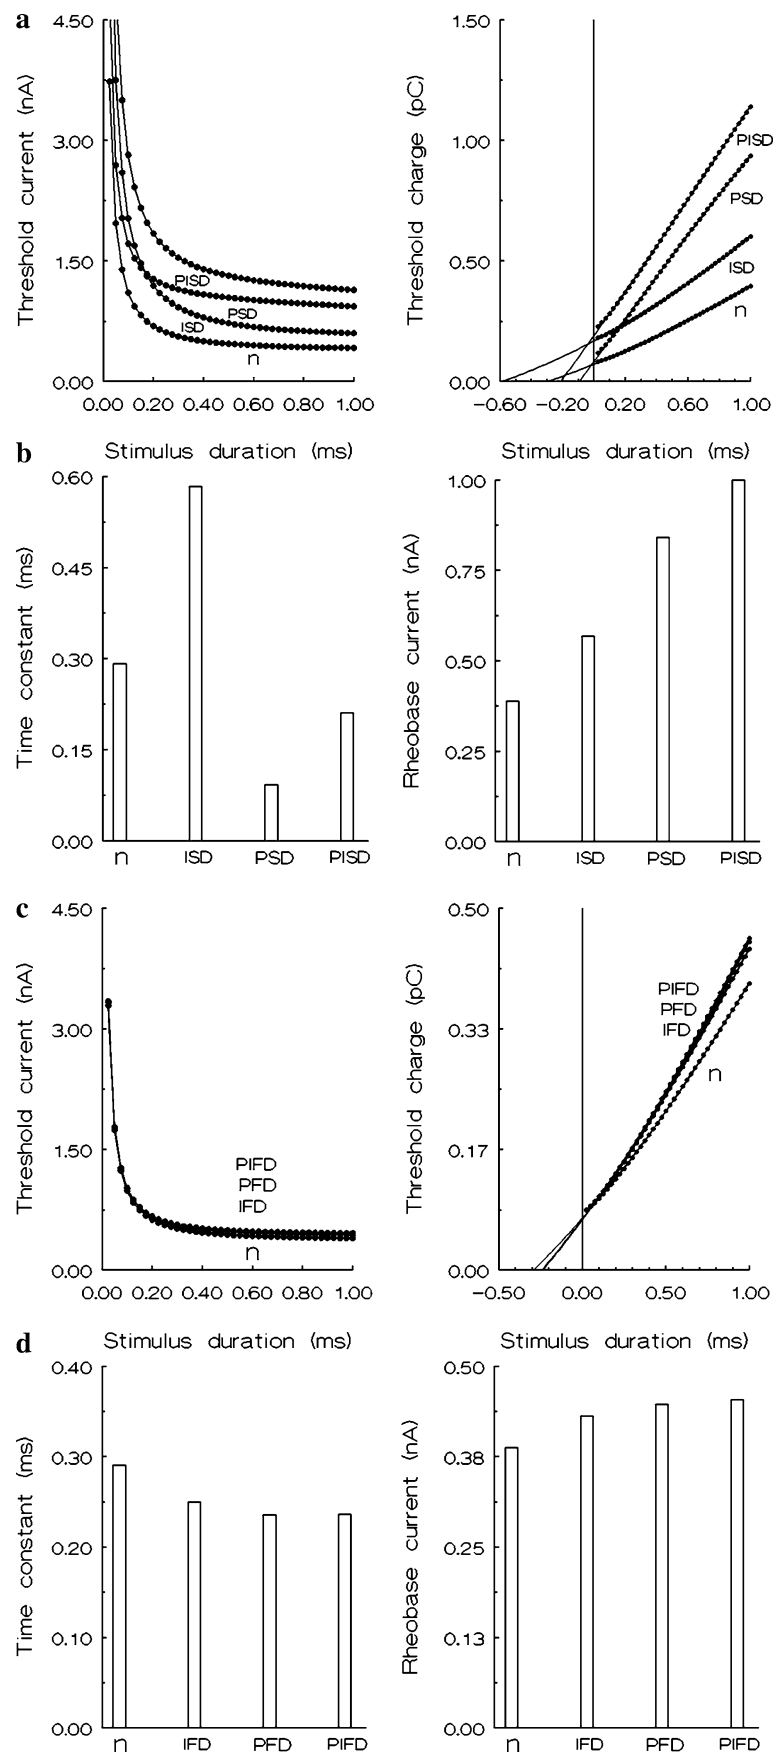 a
4.50
3.00
1.50
0.00
Threshold current (nA)
PISD
PSD
ISD
n
0.00 0.20 0.40 0.60 0.80 1.00
Stimulus duration (ms)
1.50
1.00
0.50
0.00
Threshold charge (pC)
PISD
PSD
ISD
n
-0.60 -0.20 0.20 0.60 1.00
Stimulus duration (ms)
b
0.60
0.45
0.30
0.15
0.00
Time constant (ms)
n ISD PSD PISD
1.00
0.75
0.50
0.25
0.00
Rheobase current (nA)
n ISD PSD PISD
c
4.50
3.00
1.50
0.00
Threshold current (nA)
PIFD
PFD
IFD
n
0.00 0.20 0.40 0.60 0.80 1.00
Stimulus duration (ms)
0.50
0.33
0.17
0.00
Threshold charge (pC)
PIFD
PFD
IFD
n
-0.50 0.00 0.50 1.00
Stimulus duration (ms)
d
0.40
0.30
0.20
0.10
0.00
Time constant (ms)
n IFD PFD PIFD
0.50
0.38
0.25
0.13
0.00
Rheobase current (nA)
n IFD PFD PIFD